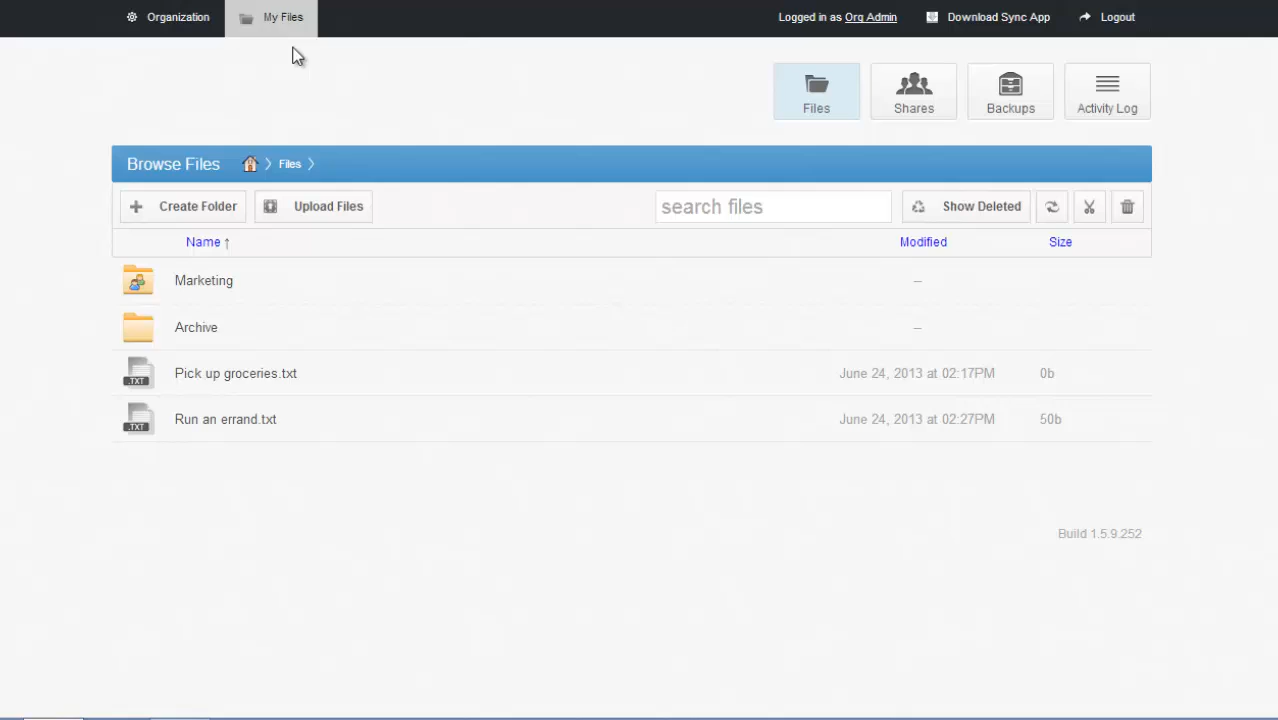 Organization My Files Logged in as Org Admin Download Sync App Logout
Files Shares Backups Activity Log
Browse Files Files
Create Folder Upload Files search files Show Deleted
Name ↑ Modified Size
Marketing –
Archive –
.TXT Pick up groceries.txt June 24, 2013 at 02:17PM 0b
.TXT Run an errand.txt June 24, 2013 at 02:27PM 50b
Build 1.5.9.252